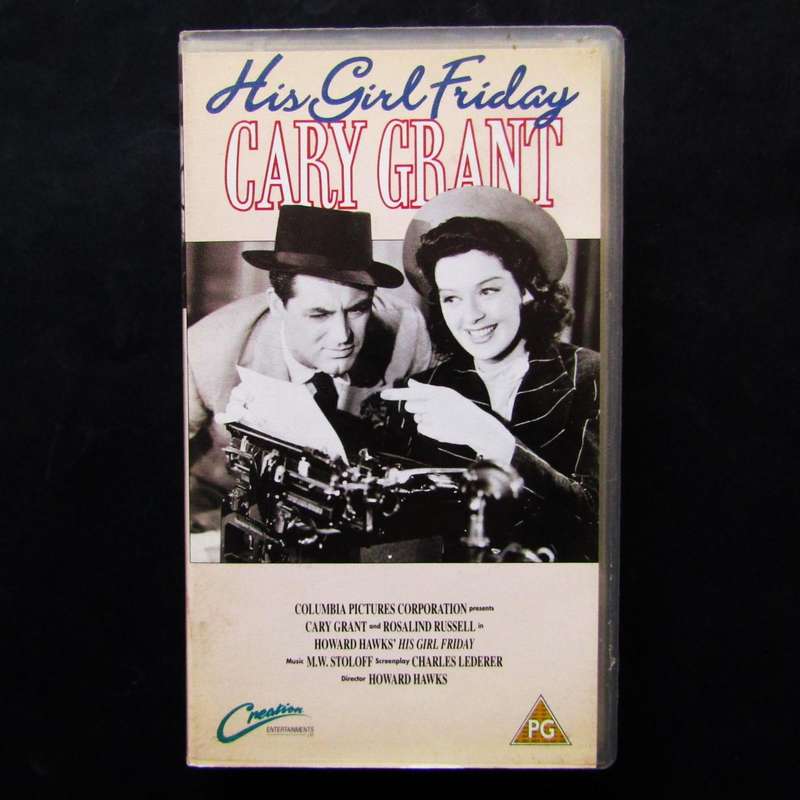 His Girl Friday
CARY GRANT
COLUMBIA PICTURES CORPORATION presents
CARY GRANT and ROSALIND RUSSELL in
HOWARD HAWKS' HIS GIRL FRIDAY
Music M.W. STOLOFF Screenplay CHARLES LEDERER
Director HOWARD HAWKS
Creation
ENTERTAINMENTS
PG